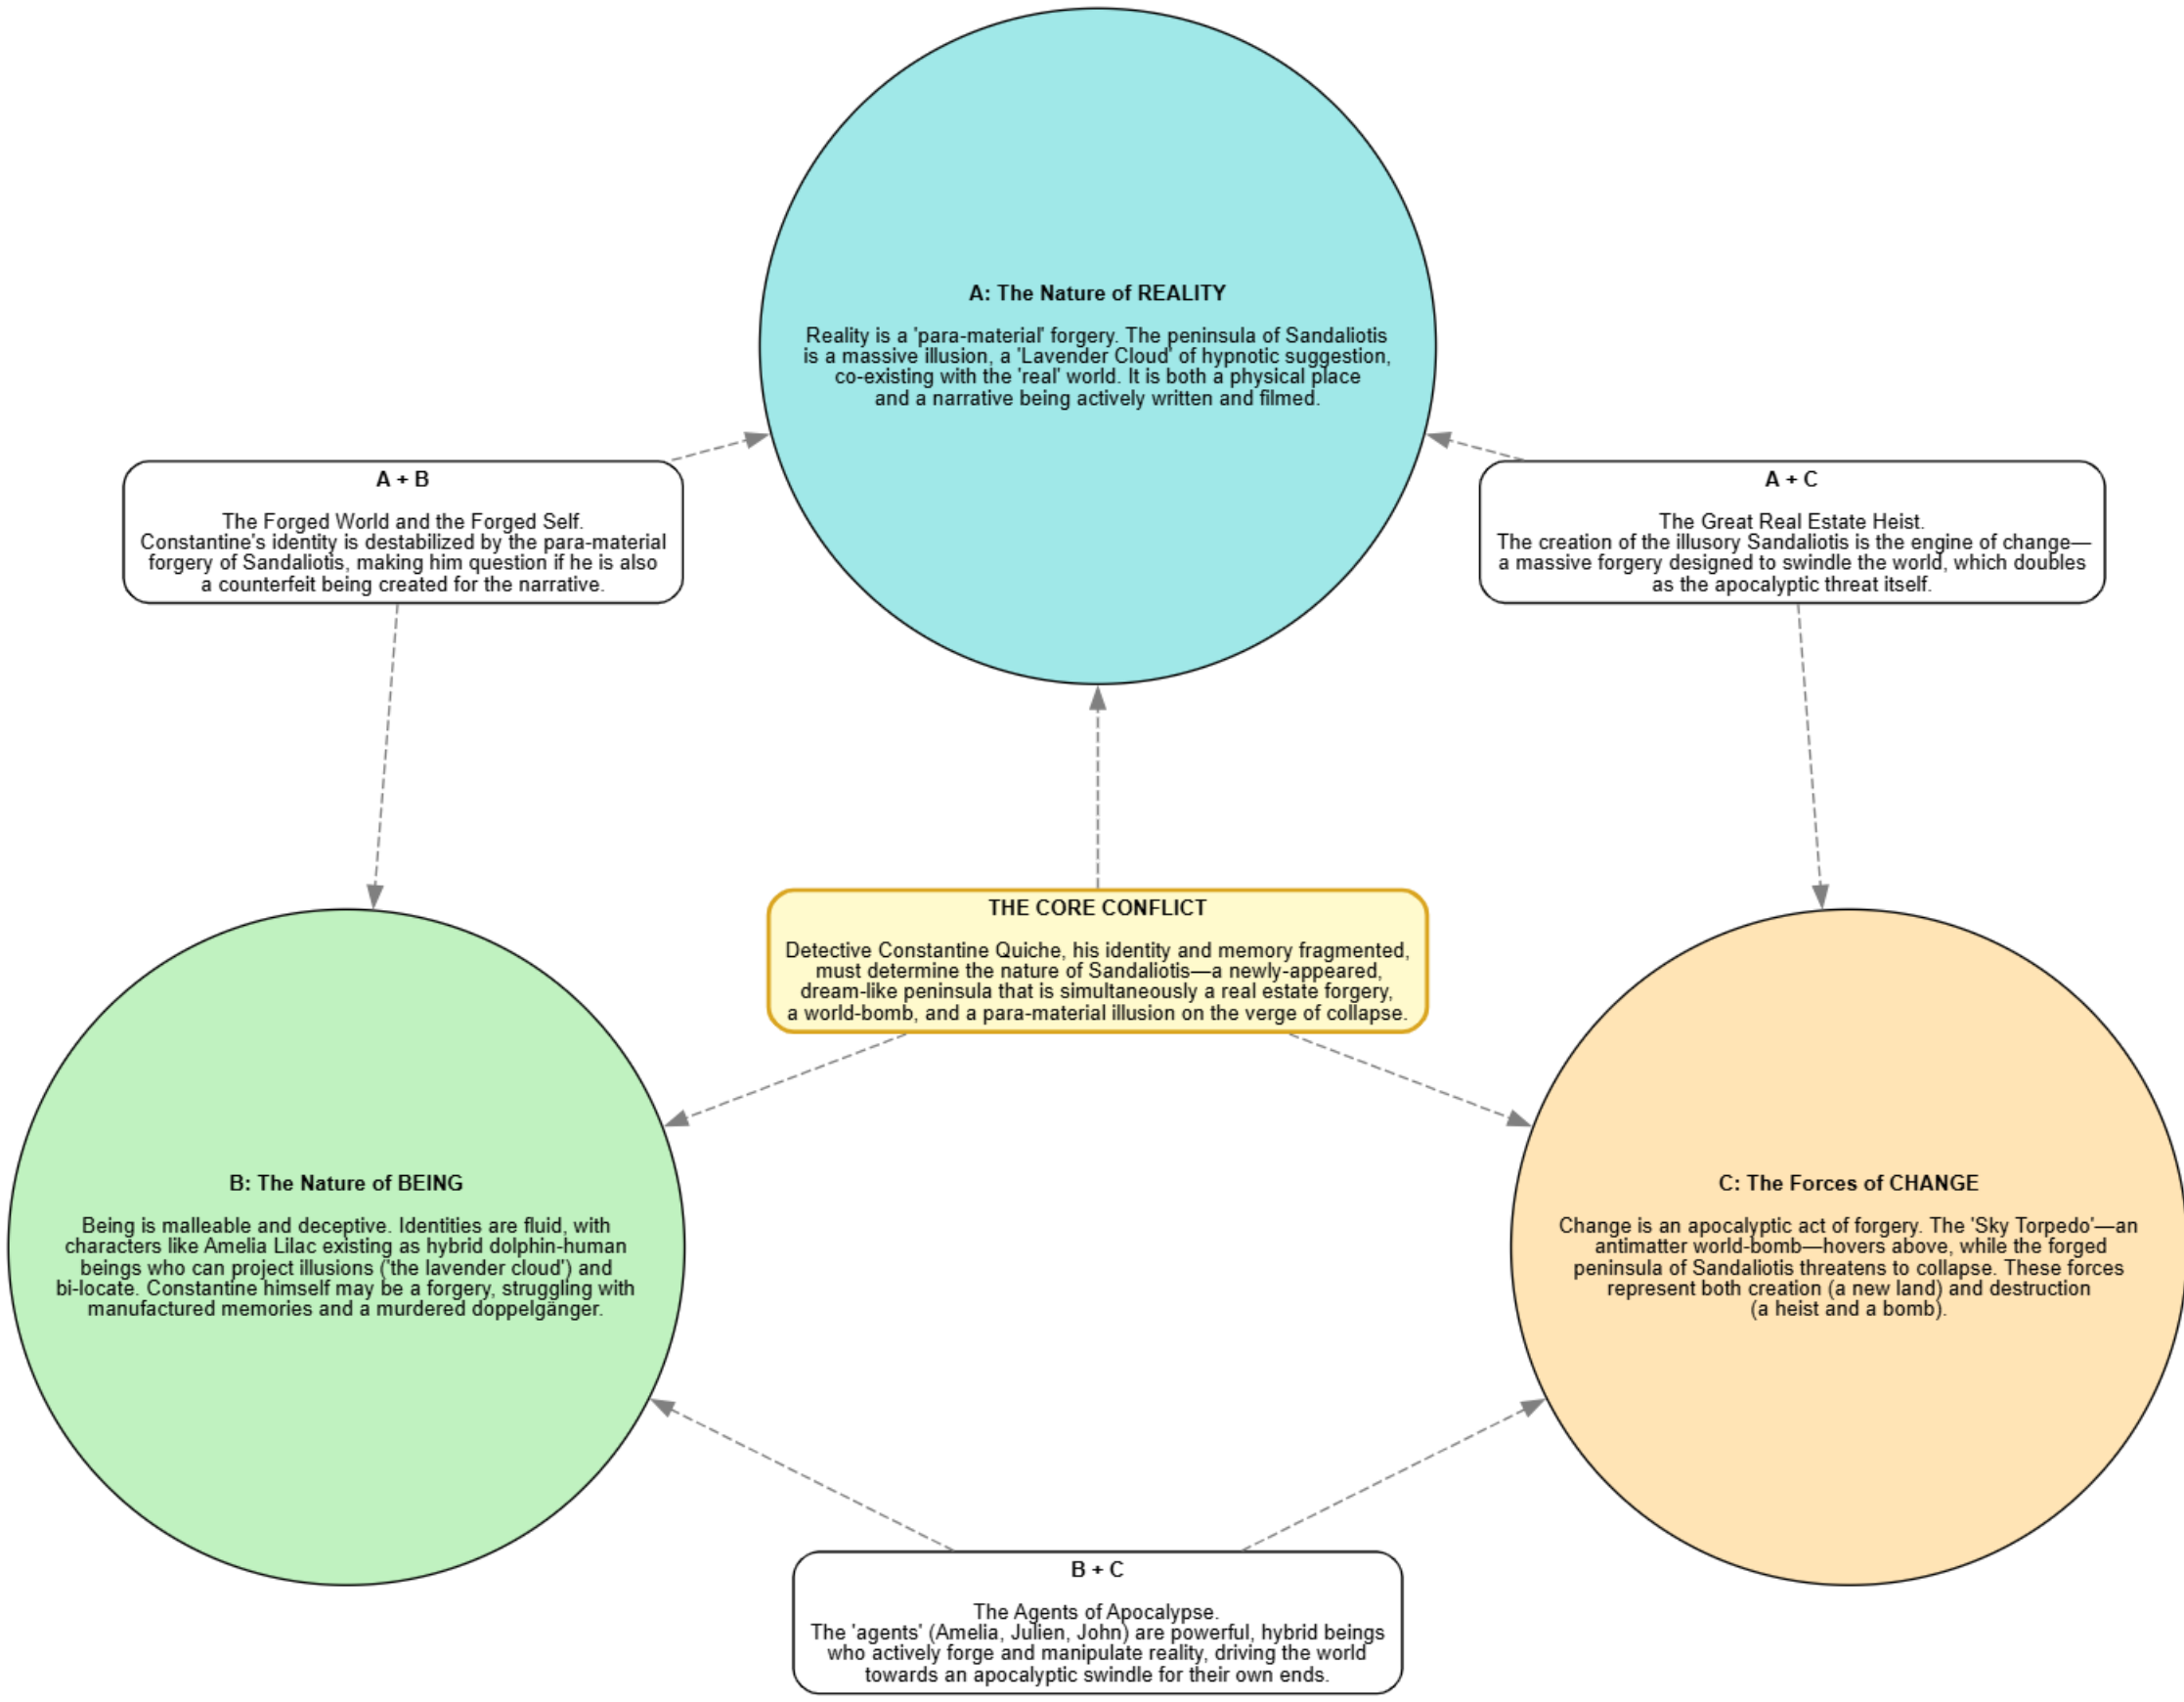 A: The Nature of REALITY
Reality is a 'para-material' forgery. The peninsula of Sandaliotis
is a massive illusion, a 'Lavender Cloud' of hypnotic suggestion,
co-existing with the 'real' world. It is both a physical place
and a narrative being actively written and filmed.
A + B
The Forged World and the Forged Self.
Constantine's identity is destabilized by the para-material
forgery of Sandaliotis, making him question if he is also
a counterfeit being created for the narrative.
A + C
The Great Real Estate Heist.
The creation of the illusory Sandaliotis is the engine of change—
a massive forgery designed to swindle the world, which doubles
as the apocalyptic threat itself.
THE CORE CONFLICT
Detective Constantine Quiche, his identity and memory fragmented,
must determine the nature of Sandaliotis—a newly-appeared,
dream-like peninsula that is simultaneously a real estate forgery,
a world-bomb, and a para-material illusion on the verge of collapse.
B: The Nature of BEING
Being is malleable and deceptive. Identities are fluid, with
characters like Amelia Lilac existing as hybrid dolphin-human
beings who can project illusions ('the lavender cloud') and
bi-locate. Constantine himself may be a forgery, struggling with
manufactured memories and a murdered doppelgänger.
C: The Forces of CHANGE
Change is an apocalyptic act of forgery. The 'Sky Torpedo'—an
antimatter world-bomb—hovers above, while the forged
peninsula of Sandaliotis threatens to collapse. These forces
represent both creation (a new land) and destruction
(a heist and a bomb).
B + C
The Agents of Apocalypse.
The 'agents' (Amelia, Julien, John) are powerful, hybrid beings
who actively forge and manipulate reality, driving the world
towards an apocalyptic swindle for their own ends.